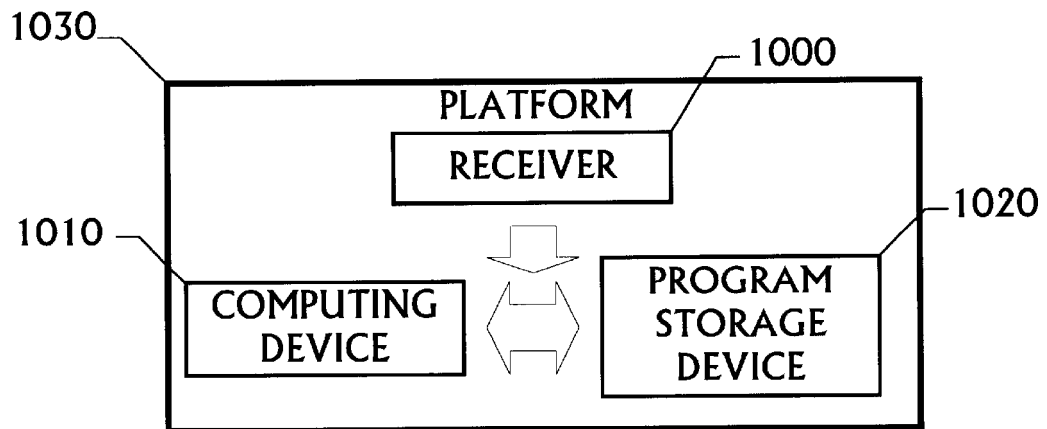 1030
1000
PLATFORM
RECEIVER
1010
1020
COMPUTING
DEVICE
PROGRAM
STORAGE
DEVICE